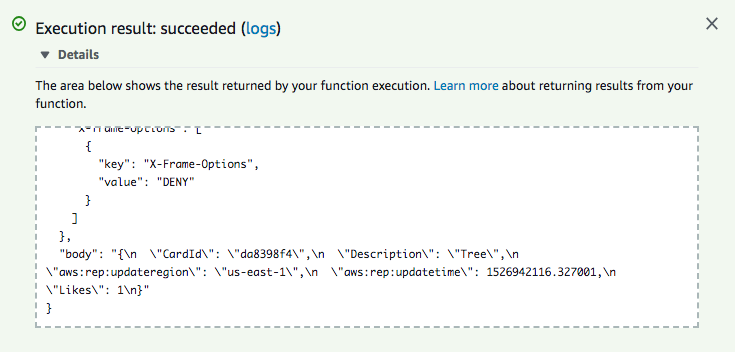 Execution result: succeeded (logs)
▼ Details
The area below shows the result returned by your function execution. Learn more about returning results from your
function.
"x-frame-options": [
{
"key": "X-Frame-Options",
"value": "DENY"
}
]
},
"body": "{\n  \"CardId\": \"da8398f4\",\n  \"Description\": \"Tree\",\n
\"aws:rep:updateregion\": \"us-east-1\",\n  \"aws:rep:updatetime\": 1526942116.327001,\n
\"Likes\": 1\n}"
}